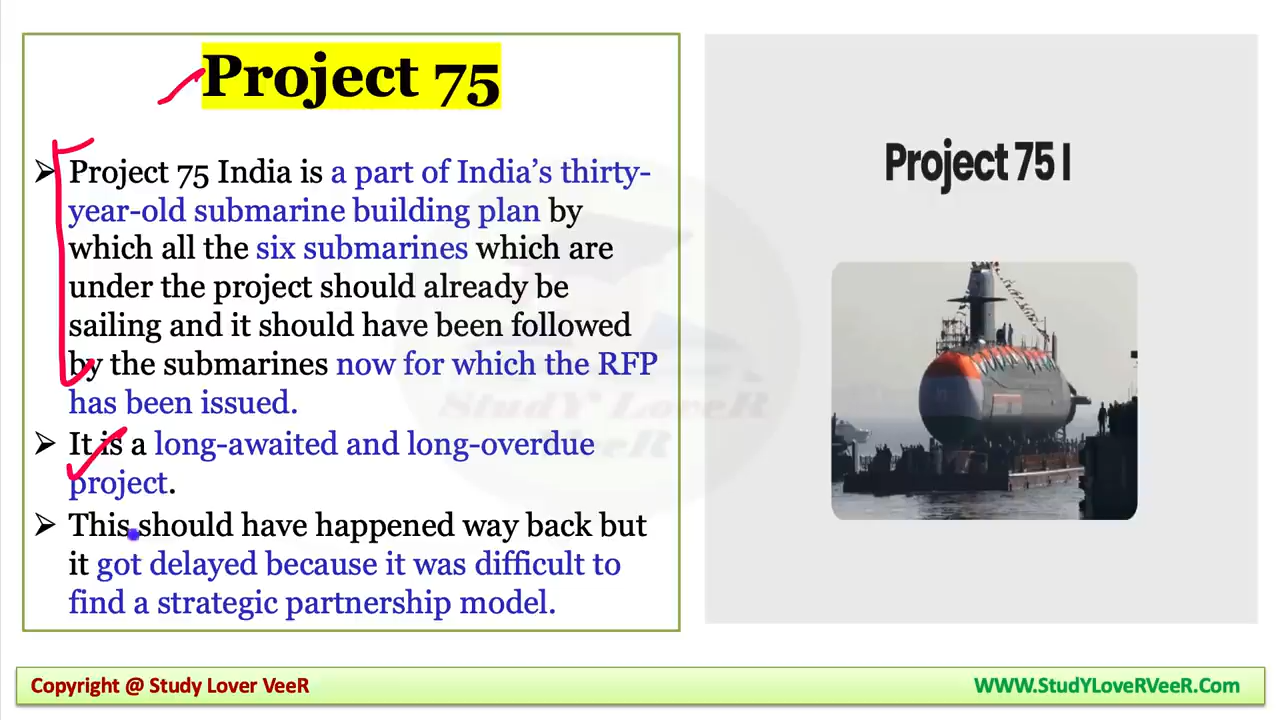 Project 75
➢ Project 75 India is a part of India’s thirty-
year-old submarine building plan by
which all the six submarines which are
under the project should already be
sailing and it should have been followed
by the submarines now for which the RFP
has been issued.
➢ It is a long-awaited and long-overdue
project.
➢ This should have happened way back but
it got delayed because it was difficult to
find a strategic partnership model.
Project 75 I
StudY LoveR
VeeR
Copyright @ Study Lover VeeR
WWW.StudYLoveRVeeR.Com